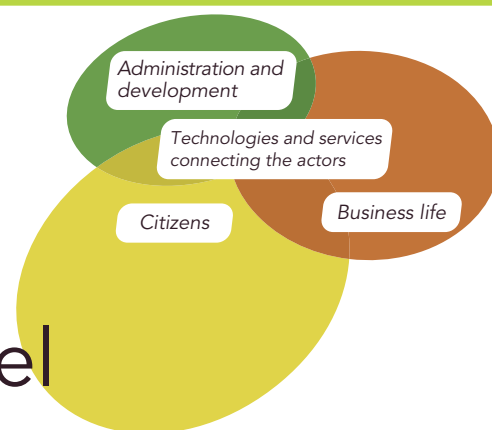 Administration and
development
Technologies and services
connecting the actors
Citizens
Business life
el